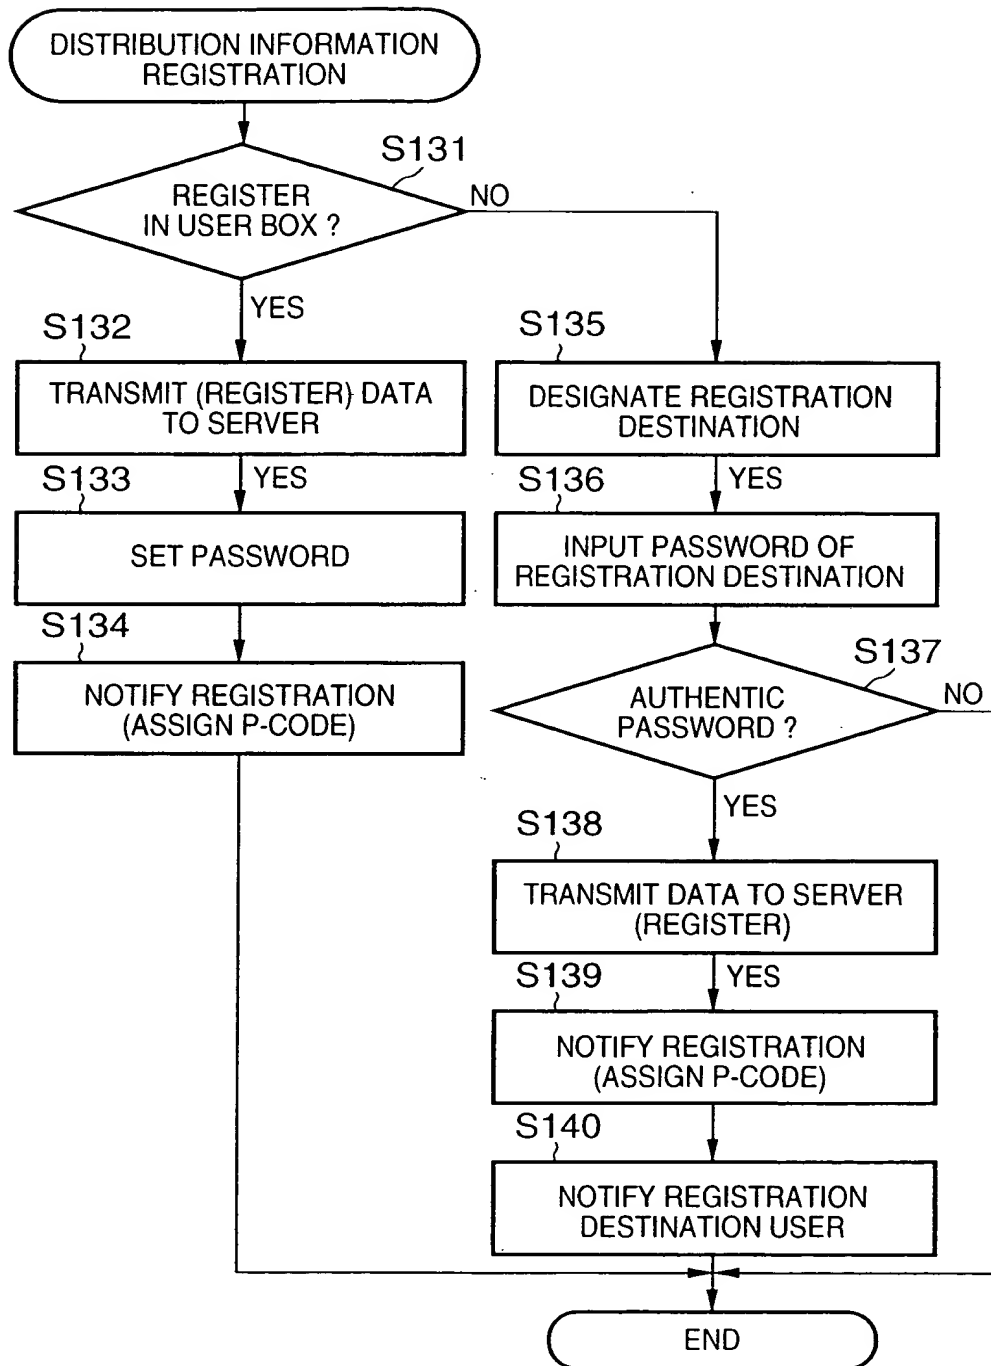 DISTRIBUTION INFORMATION
REGISTRATION
S131
REGISTER
IN USER BOX ?
NO
YES
S132
TRANSMIT (REGISTER) DATA
TO SERVER
YES
S133
SET PASSWORD
S134
NOTIFY REGISTRATION
(ASSIGN P-CODE)
S135
DESIGNATE REGISTRATION
DESTINATION
YES
S136
INPUT PASSWORD OF
REGISTRATION DESTINATION
S137
AUTHENTIC
PASSWORD ?
NO
YES
S138
TRANSMIT DATA TO SERVER
(REGISTER)
YES
S139
NOTIFY REGISTRATION
(ASSIGN P-CODE)
S140
NOTIFY REGISTRATION
DESTINATION USER
END